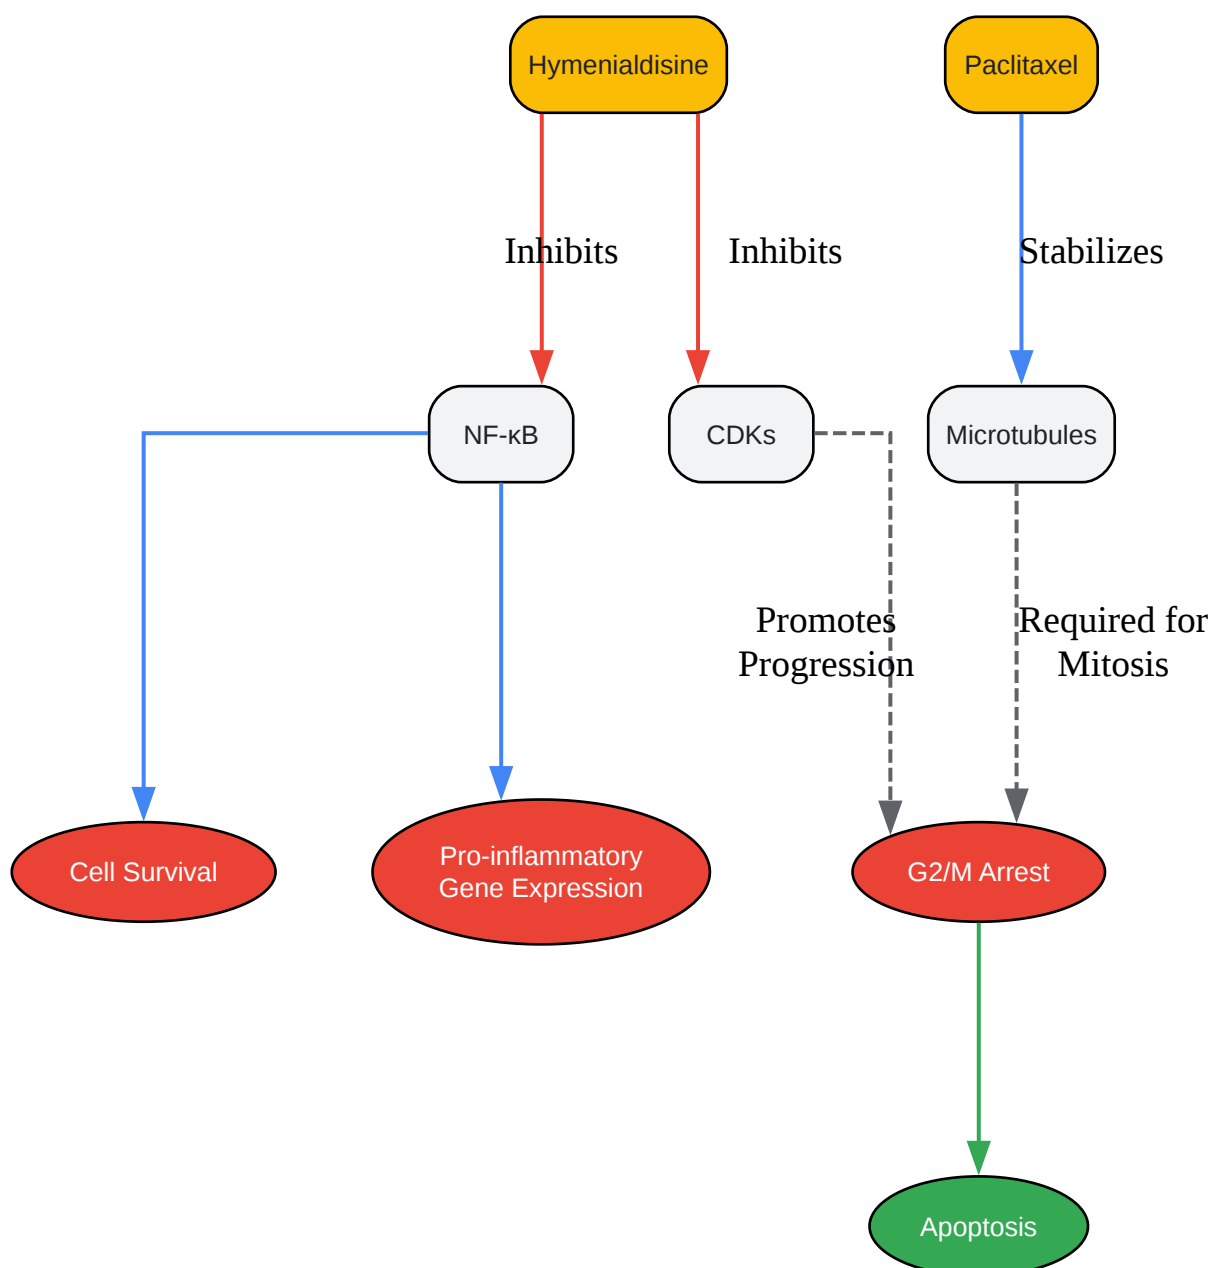 Hymenialdisine
Paclitaxel
Inhibits
Inhibits
Stabilizes
NF-κB
CDKs
Microtubules
Promotes
Progression
Required for
Mitosis
Cell Survival
Pro-inflammatory
Gene Expression
G2/M Arrest
Apoptosis